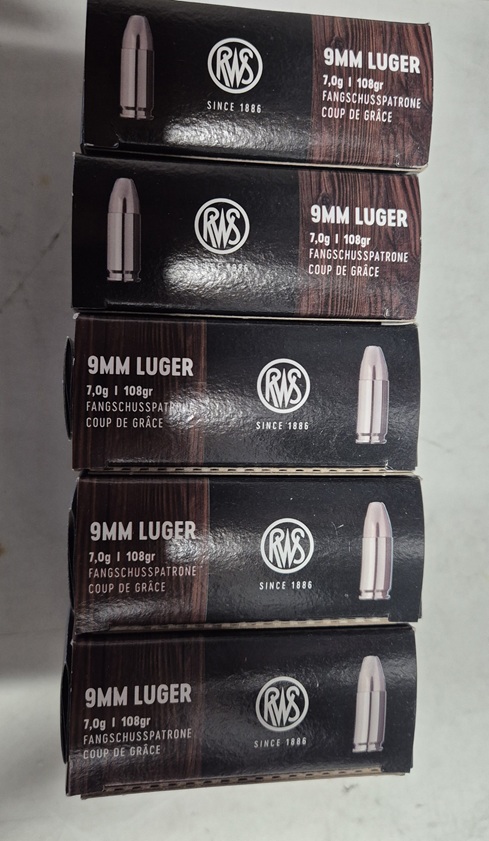 RWS
SINCE 1886
9MM LUGER
7,0g | 108gr
FANGSCHUSSPATRONE
COUP DE GRÂCE
RWS
9MM LUGER
7,0g | 108gr
FANGSCHUSSPATRONE
COUP DE GRÂCE
9MM LUGER
7,0g | 108gr
FANGSCHUSSPATRONE
COUP DE GRÂCE
RWS
SINCE 1886
9MM LUGER
7,0g | 108gr
FANGSCHUSSPATRONE
COUP DE GRÂCE
RWS
SINCE 1886
9MM LUGER
7,0g | 108gr
FANGSCHUSSPATRONE
COUP DE GRÂCE
RWS
SINCE 1886